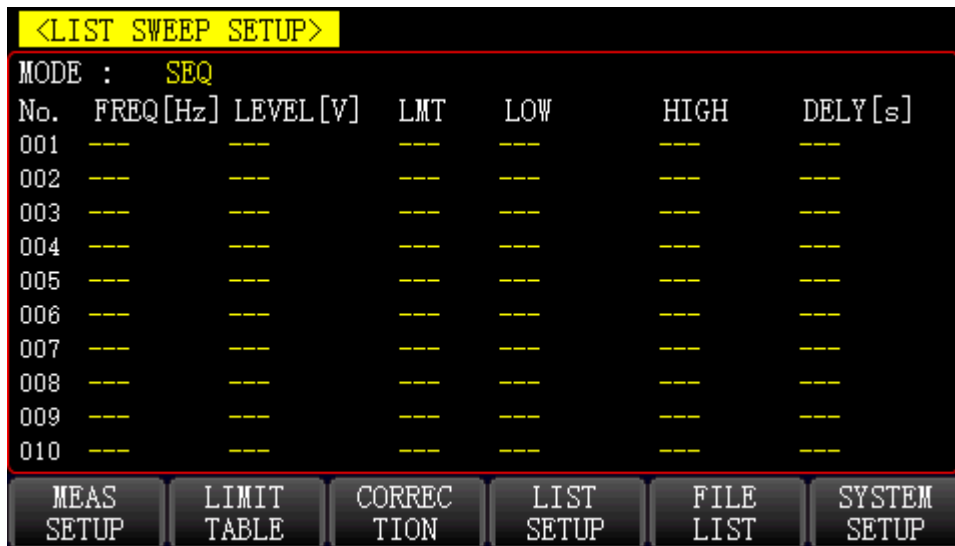 <LIST SWEEP SETUP>
MODE : SEQ
No. FREQ[Hz] LEVEL[V] LMT LOW HIGH DELY[s]
001 --- --- --- --- --- ---
002 --- --- --- --- --- ---
003 --- --- --- --- --- ---
004 --- --- --- --- --- ---
005 --- --- --- --- --- ---
006 --- --- --- --- --- ---
007 --- --- --- --- --- ---
008 --- --- --- --- --- ---
009 --- --- --- --- --- ---
010 --- --- --- --- --- ---
MEAS SETUP
LIMIT TABLE
CORREC TION
LIST SETUP
FILE LIST
SYSTEM SETUP